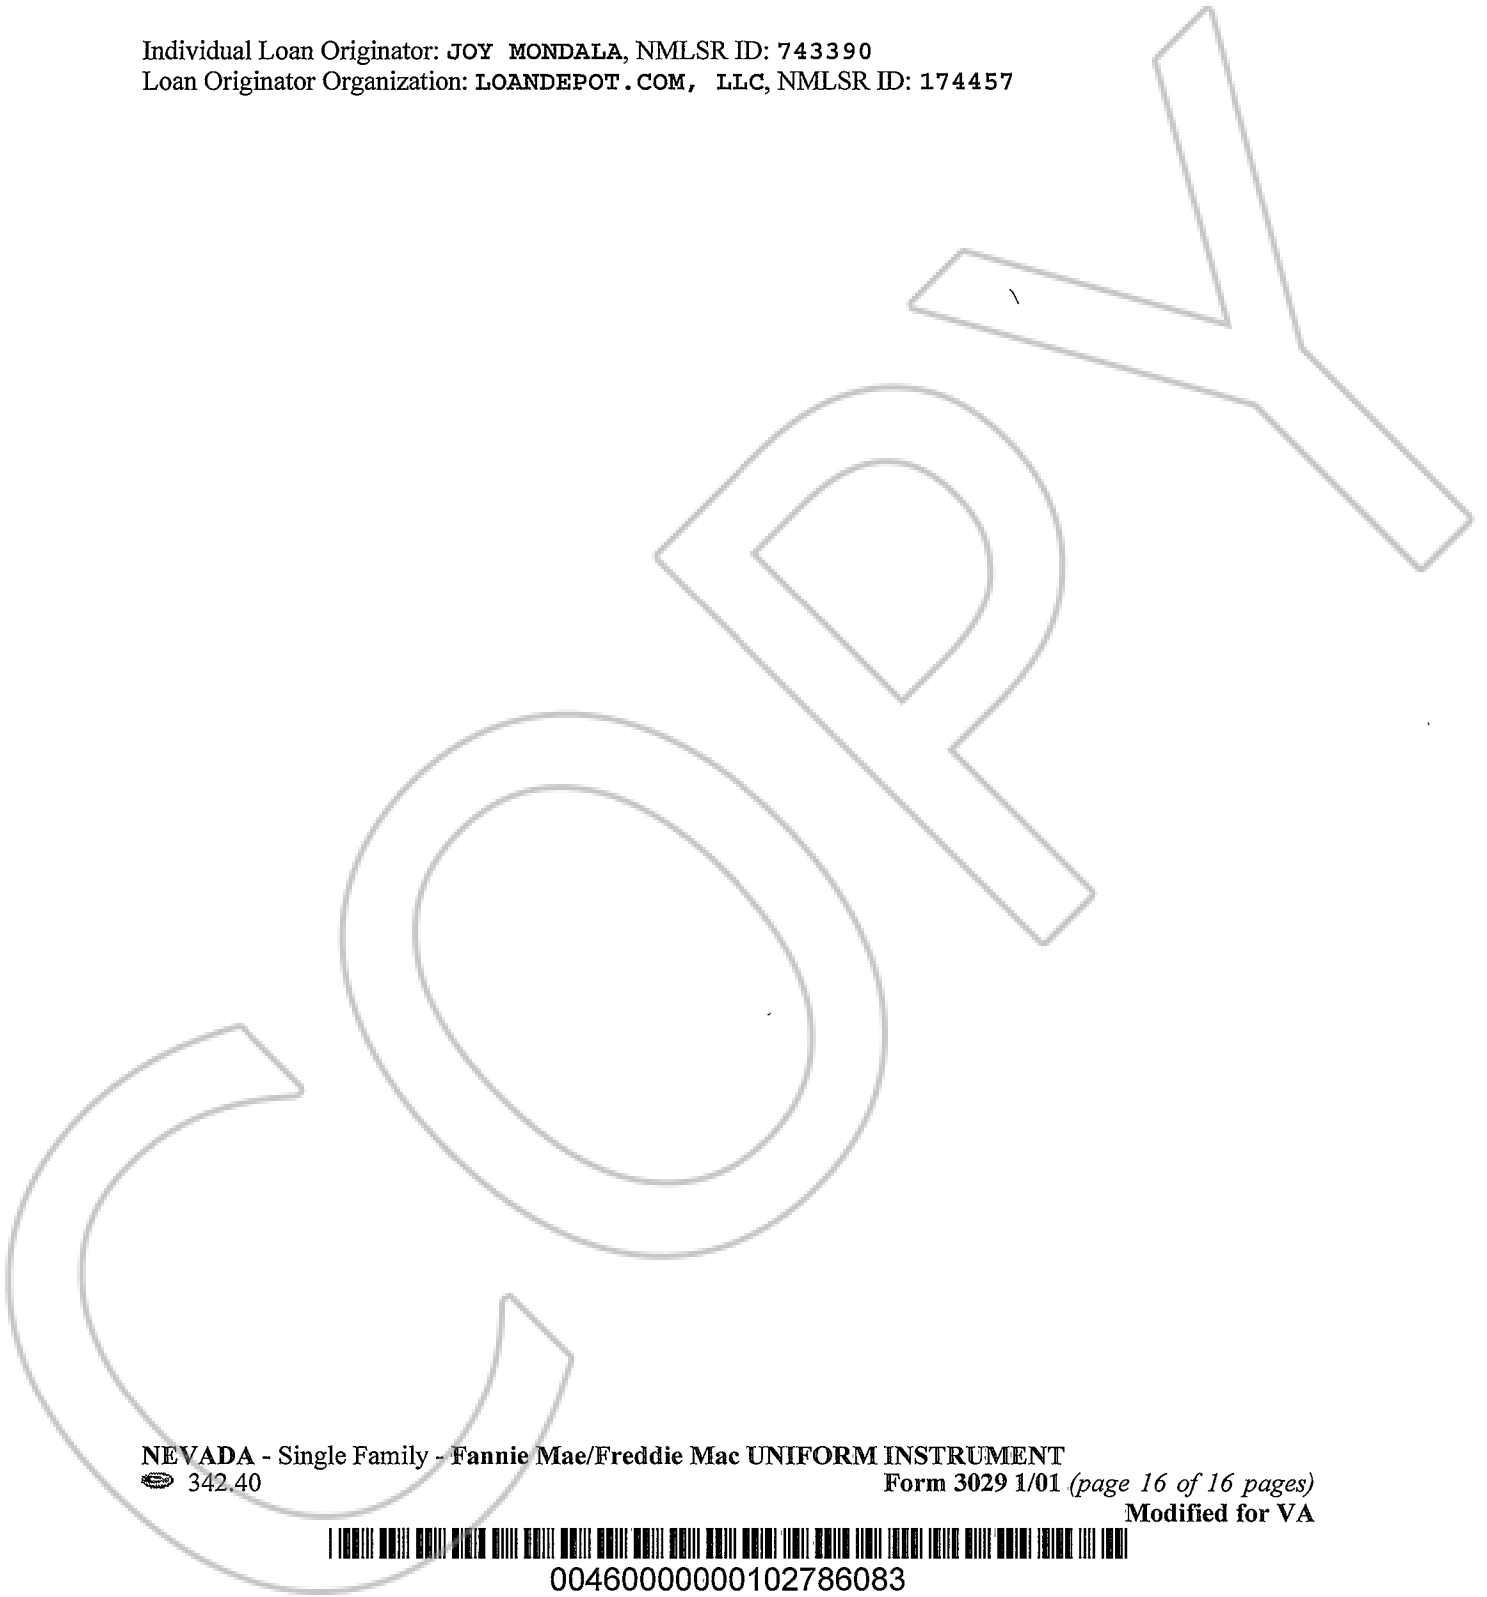 Individual Loan Originator: JOY MONDALA, NMLSR ID: 743390
Loan Originator Organization: LOANDEPOT.COM, LLC, NMLSR ID: 174457
COPY
NEVADA - Single Family - Fannie Mae/Freddie Mac UNIFORM INSTRUMENT
342.40 Form 3029 1/01 (page 16 of 16 pages)
Modified for VA
00460000000102786083